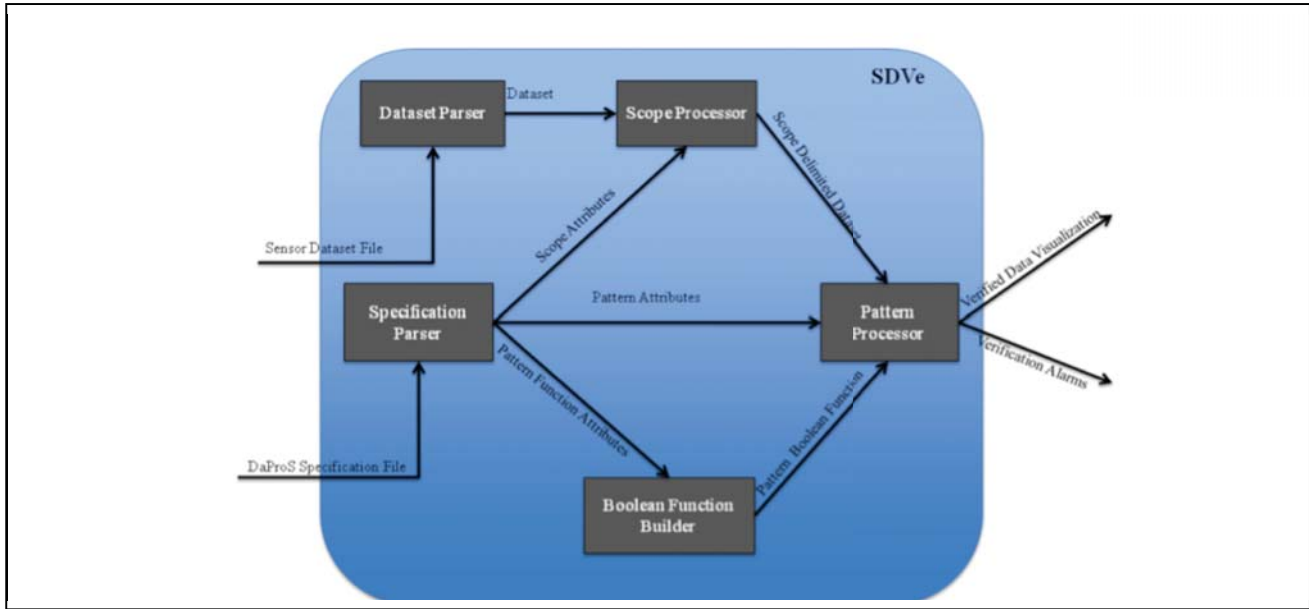 SDVe
Dataset Parser
Dataset
Scope Processor
Scope Delimited Dataset
Scope Attributes
Sensor Dataset File
Specification
Parser
Pattern Attributes
Pattern
Processor
Verified Data Visualization
Verification Alarms
Pattern Function Attributes
DaProS Specification File
Pattern Boolean Function
Boolean Function
Builder